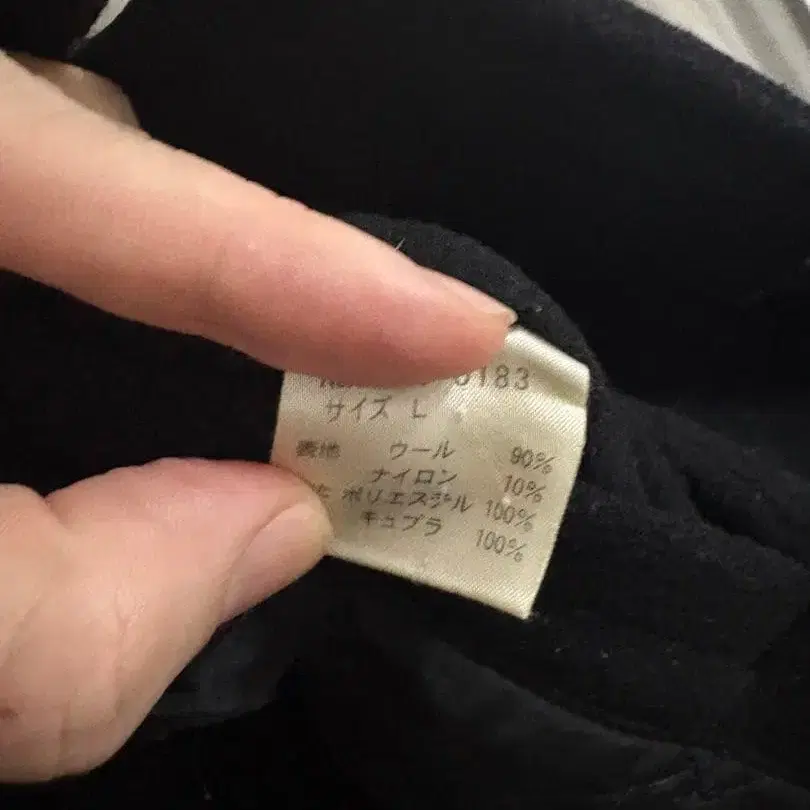 6183
サイズ L
表地 ウール 90%
ナイロン 10%
ポリエステル 100%
キュプラ 100%